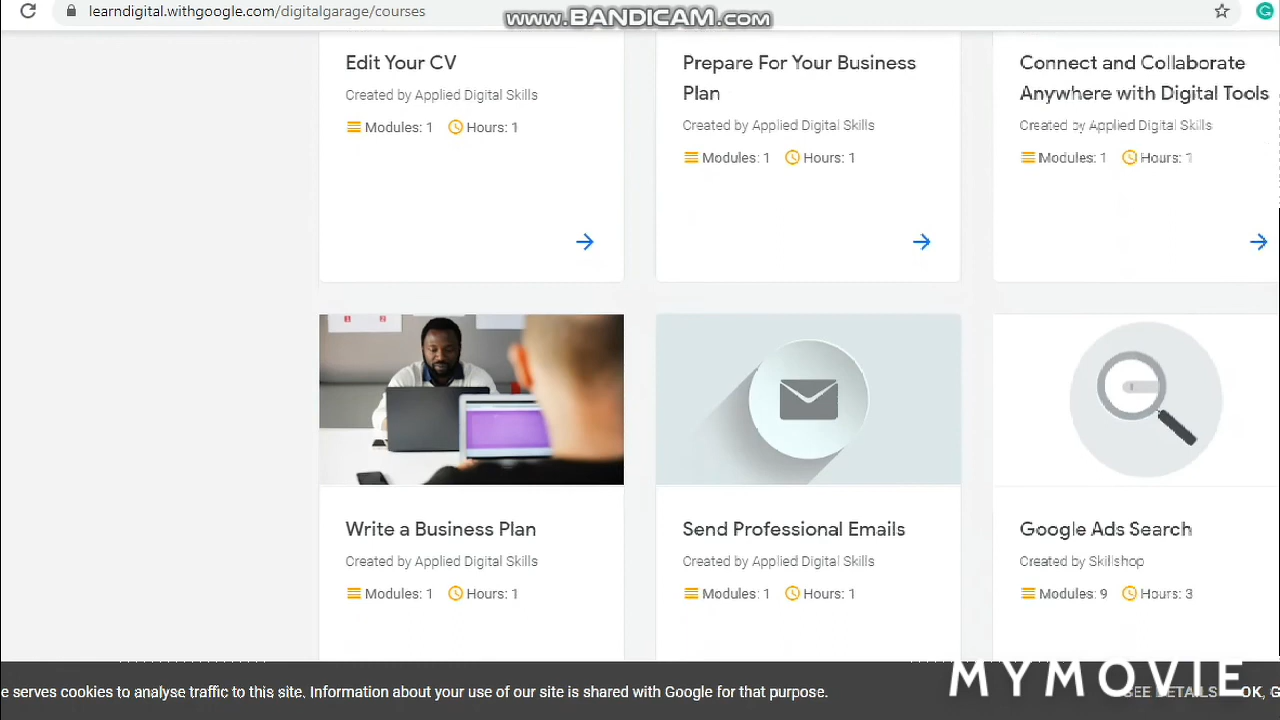 learndigital.withgoogle.com/digitalgarage/courses
www.BANDICAM.com
Edit Your CV
Created by Applied Digital Skills
Modules: 1 Hours: 1
Prepare For Your Business
Plan
Created by Applied Digital Skills
Modules: 1 Hours: 1
Connect and Collaborate
Anywhere with Digital Tools
Created by Applied Digital Skills
Modules: 1 Hours: 1
Write a Business Plan
Created by Applied Digital Skills
Modules: 1 Hours: 1
Send Professional Emails
Created by Applied Digital Skills
Modules: 1 Hours: 1
Google Ads Search
Created by Skillshop
Modules: 9 Hours: 3
e serves cookies to analyse traffic to this site. Information about your use of our site is shared with Google for that purpose.
SEE DETAILS OK, G
MYMOVIE